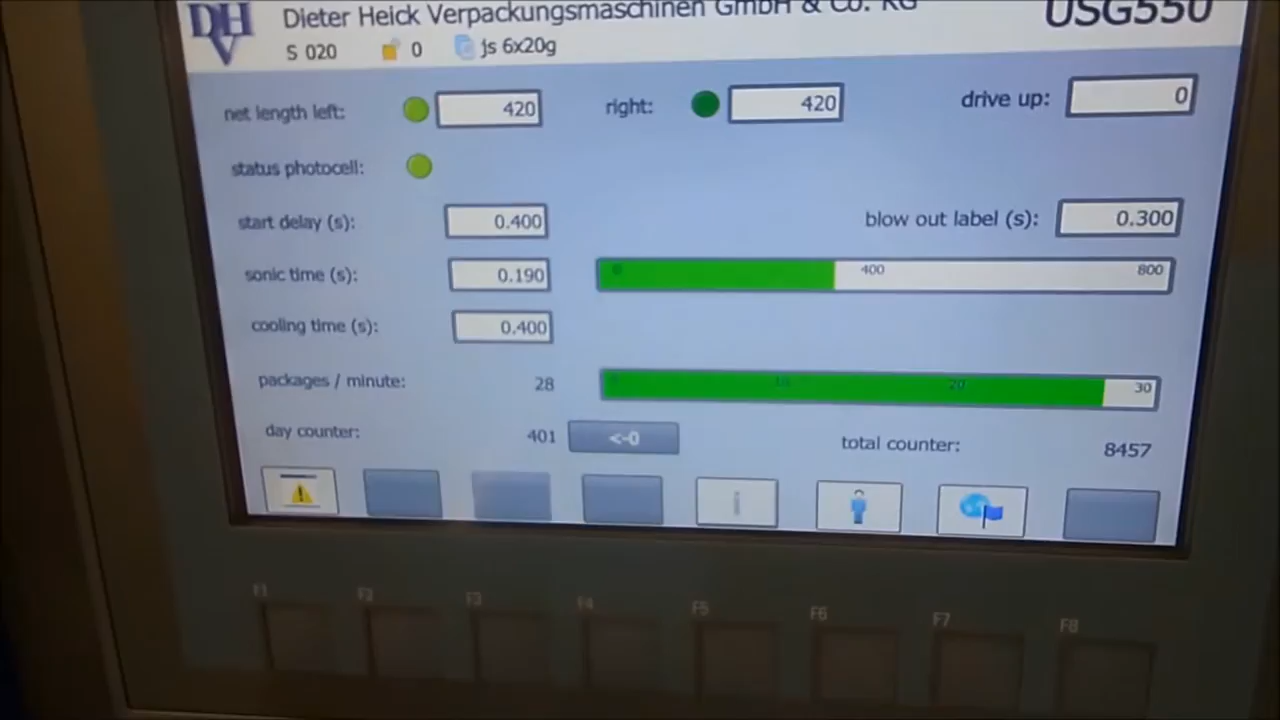 DHV
Dieter Heick Verpackungsmaschinen GmbH & Co. KG
USG550
S 020 0 js 6x20g
net length left: 420 right: 420 drive up: 0
status photocell:
start delay (s): 0.400 blow out label (s): 0.300
sonic time (s): 0.190 0 400 800
cooling time (s): 0.400
packages / minute: 28 10 20 30
day counter: 401 <-0 total counter: 8457
i
F1 F2 F3 F4 F5 F6 F7 F8